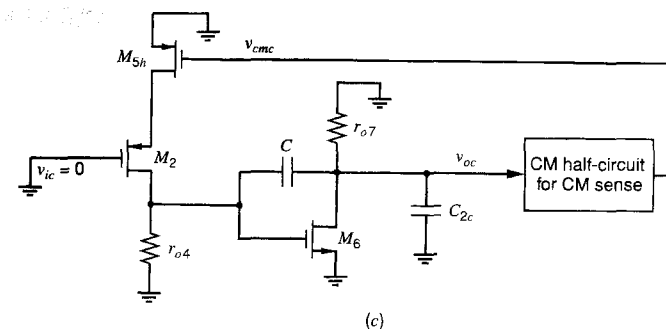 M5h
vcmc
ro7
C
M2
vic = 0
voc
CM half-circuit
for CM sense
C2c
M6
ro4
(c)